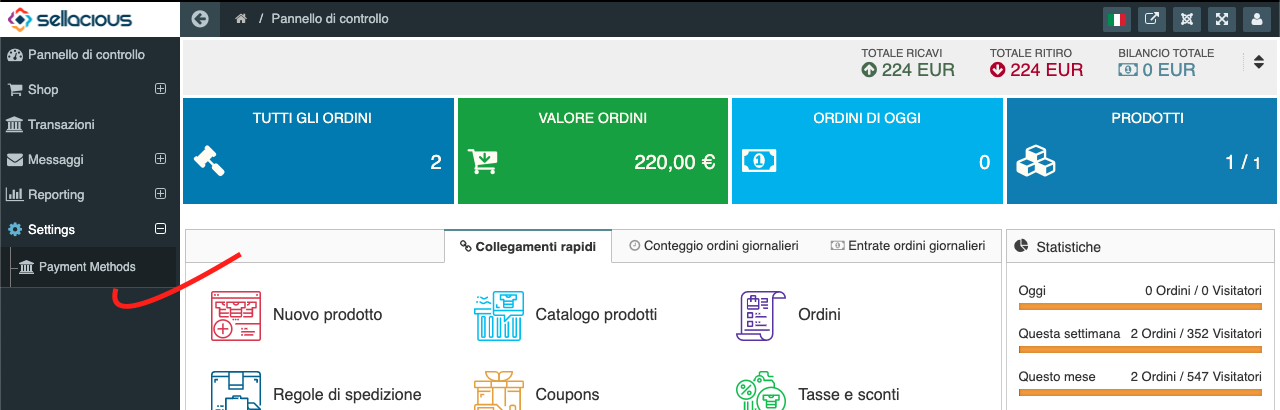 sellacious
/ Pannello di controllo
Pannello di controllo
Shop
Transazioni
Messaggi
Reporting
Settings
Payment Methods
TOTALE RICAVI
224 EUR
TOTALE RITIRO
224 EUR
BILANCIO TOTALE
0 EUR
TUTTI GLI ORDINI
2
VALORE ORDINI
220,00 €
ORDINI DI OGGI
0
PRODOTTI
1 / 1
Collegamenti rapidi
Conteggio ordini giornalieri
Entrate ordini giornalieri
Nuovo prodotto
Catalogo prodotti
Ordini
Regole di spedizione
Coupons
Tasse e sconti
Statistiche
Oggi 0 Ordini / 0 Visitatori
Questa settimana 2 Ordini / 352 Visitatori
Questo mese 2 Ordini / 547 Visitatori